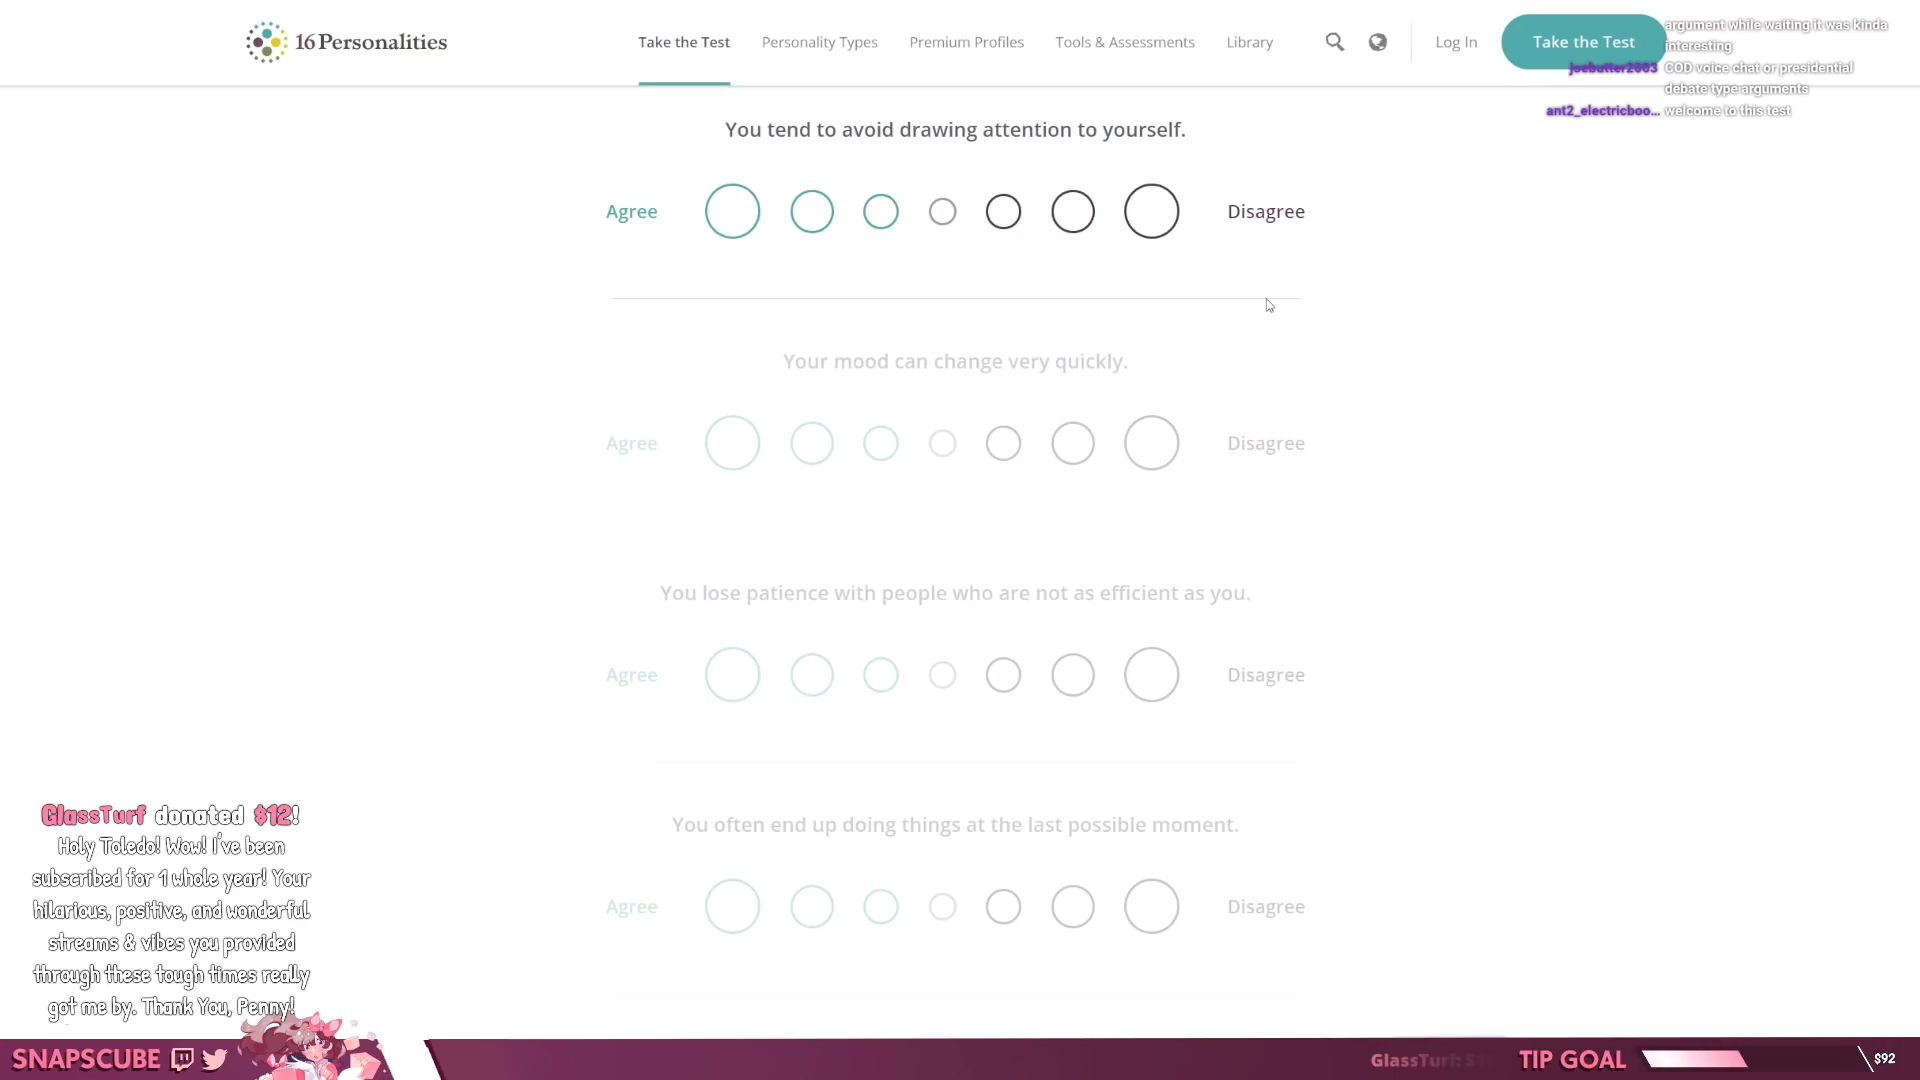 16Personalities
Take the Test
Personality Types
Premium Profiles
Tools & Assessments
Library
Log In
Take the Test
argument while waiting it was kinda
interesting
joebutter2003 COD voice chat or presidential
debate type arguments
ant2_electricboo... welcome to this test
You tend to avoid drawing attention to yourself.
Agree
Disagree
Your mood can change very quickly.
Agree
Disagree
You lose patience with people who are not as efficient as you.
Agree
Disagree
You often end up doing things at the last possible moment.
Agree
Disagree
GlassTurf donated $12!
Holy Toledo! Wow! I've been
subscribed for 1 whole year! Your
hilarious, positive, and wonderful
streams & vibes you provided
through these tough times really
got me by. Thank You, Penny!
SNAPSCUBE
GlassTurf:
TIP GOAL
$92